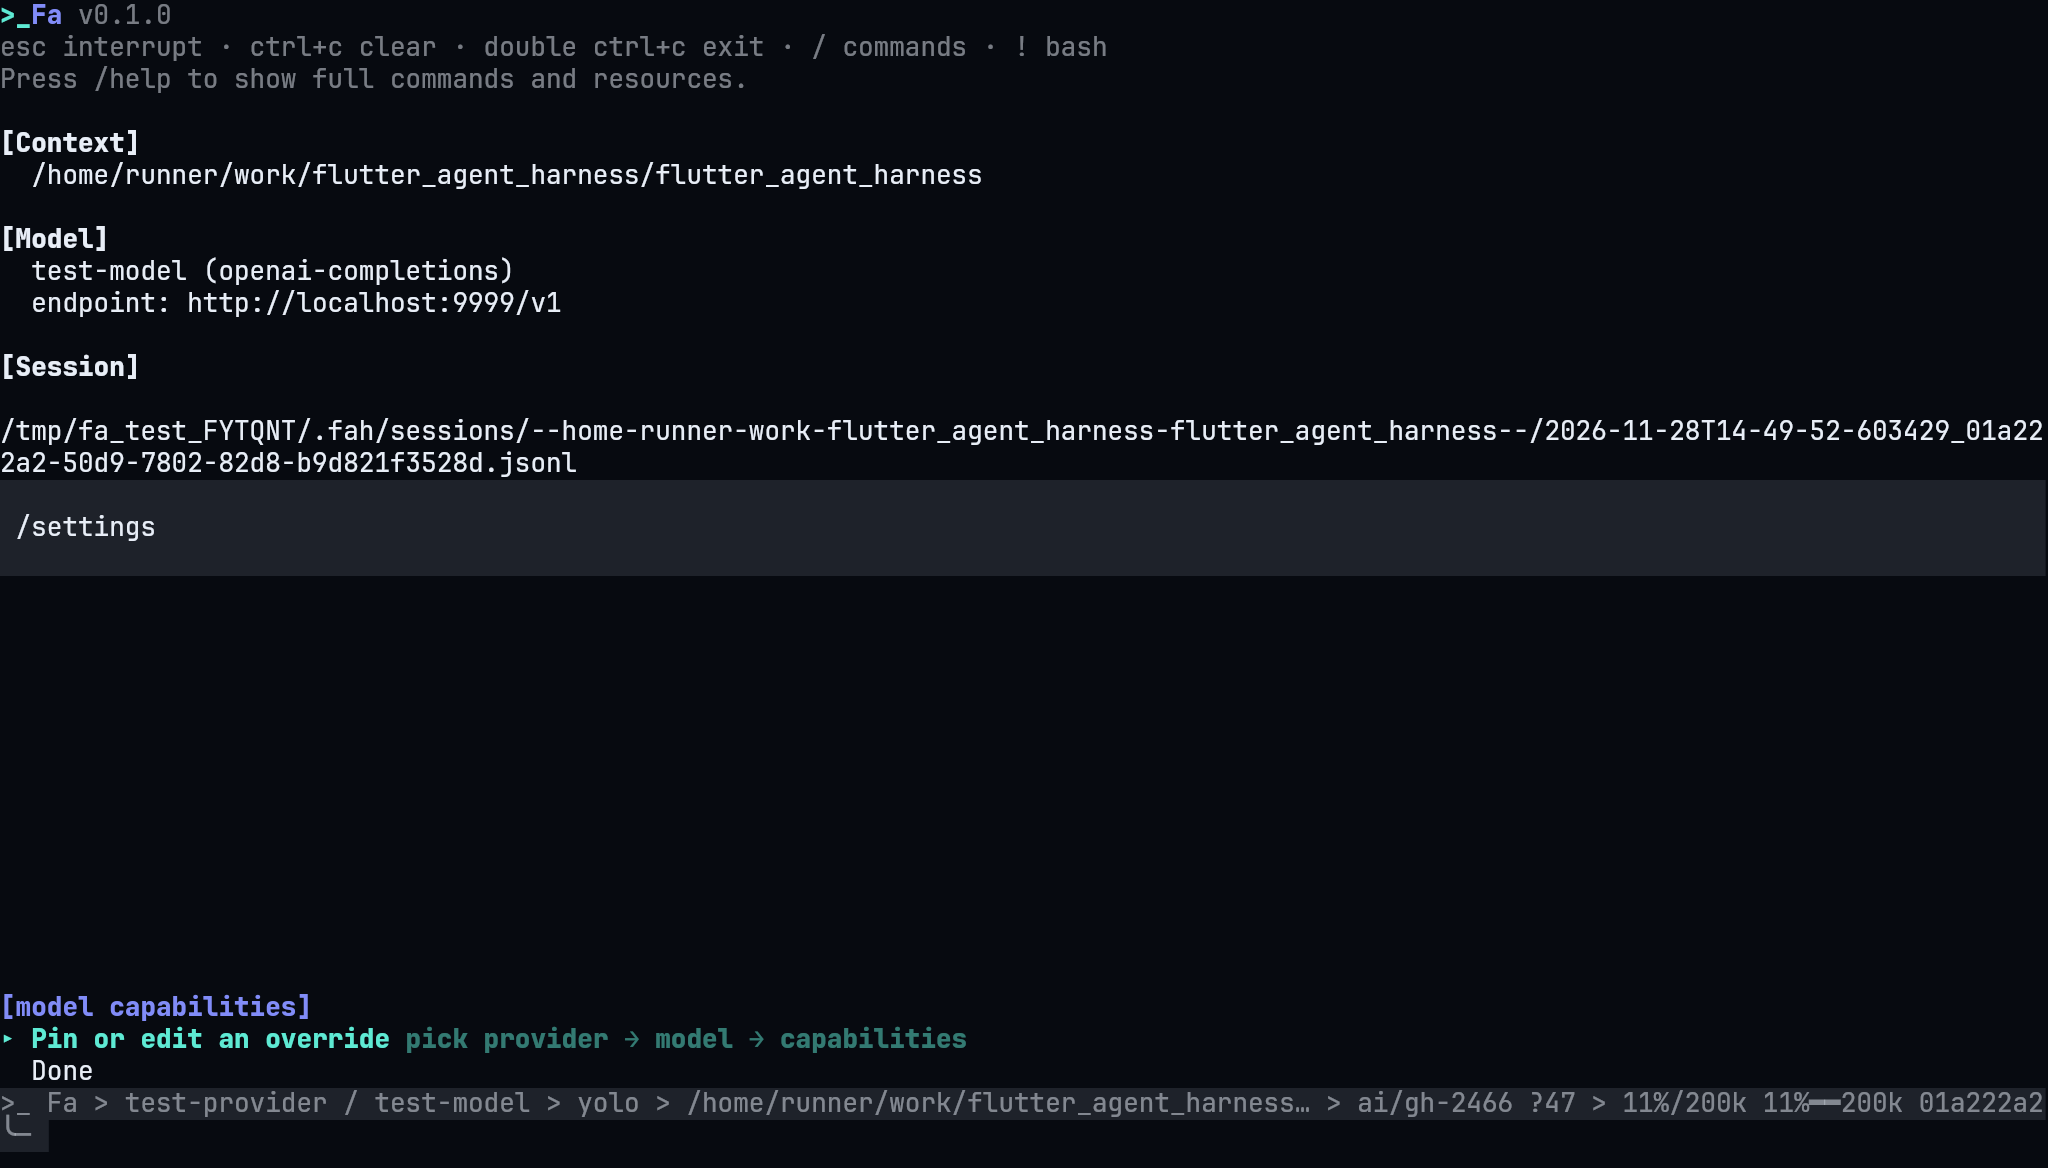 >_Fa v0.1.0
esc interrupt · ctrl+c clear · double ctrl+c exit · / commands · ! bash
Press /help to show full commands and resources.
[Context]
/home/runner/work/flutter_agent_harness/flutter_agent_harness
[Model]
test-model (openai-completions)
endpoint: http://localhost:9999/v1
[Session]
/tmp/fa_test_FYTQNT/.fah/sessions/--home-runner-work-flutter_agent_harness-flutter_agent_harness--/2026-11-28T14-49-52-603429_01a22
2a2-50d9-7802-82d8-b9d821f3528d.jsonl
/settings
[model capabilities]
▸ Pin or edit an override pick provider → model → capabilities
Done
>_ Fa > test-provider / test-model > yolo > /home/runner/work/flutter_agent_harness… > ai/gh-2466 ?47 > 11%/200k 11%━━200k 01a222a2